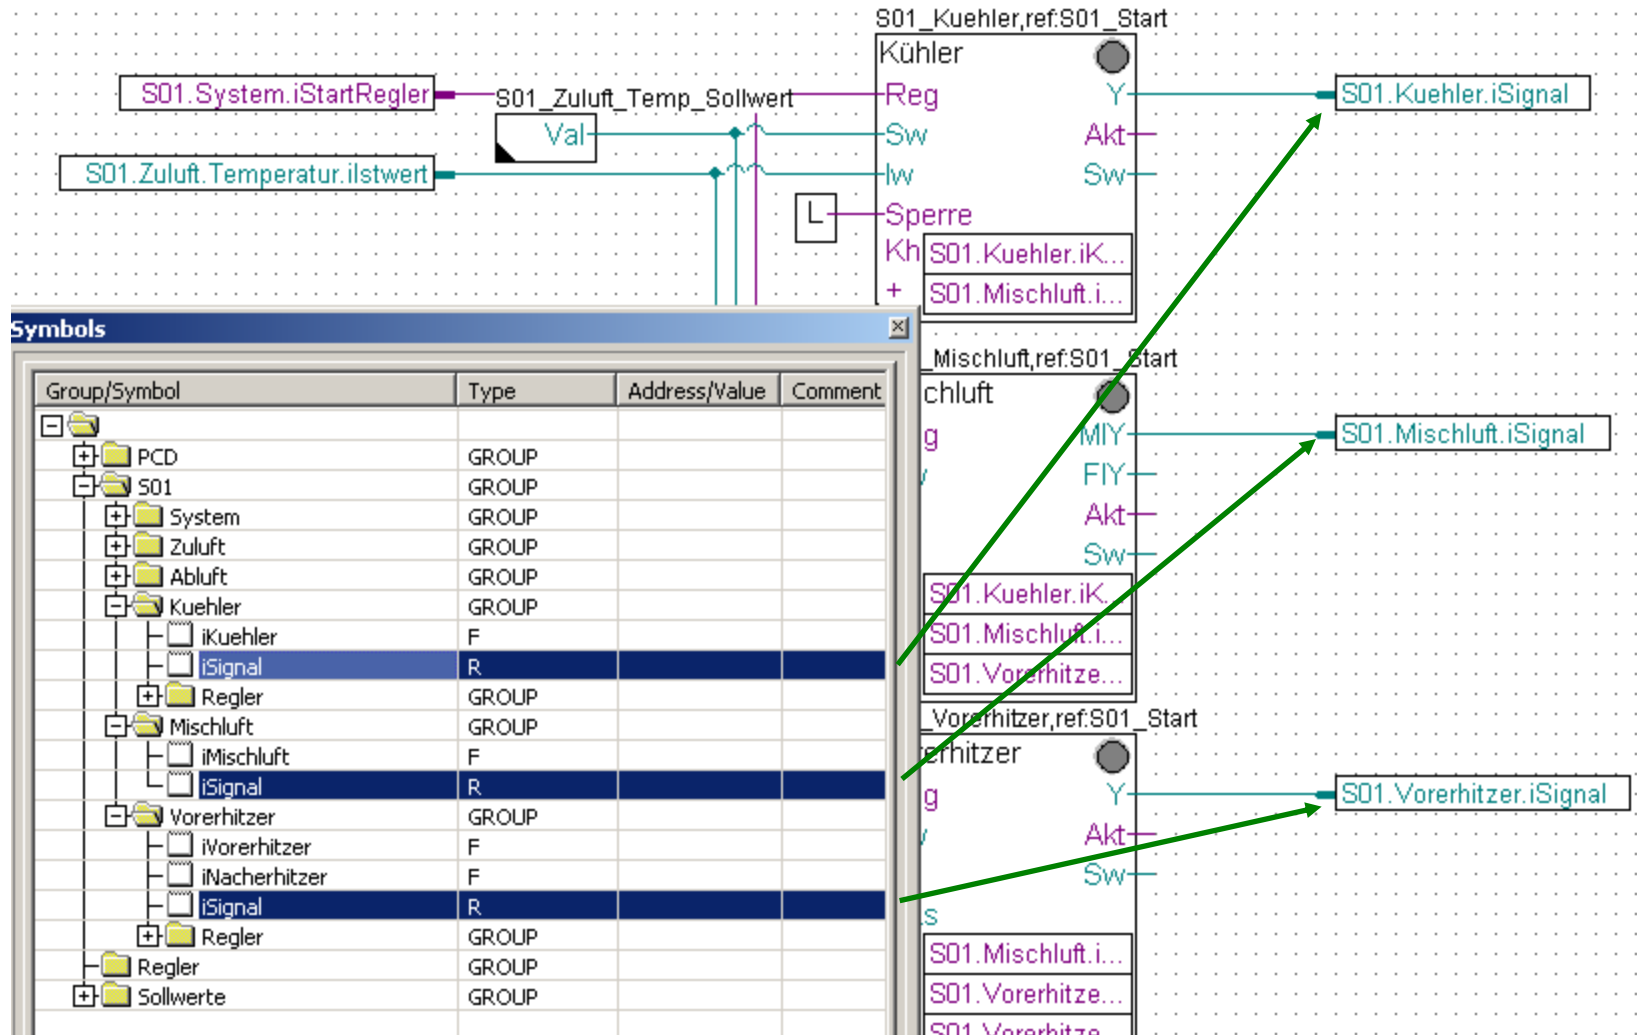 S01_Kuehler,ref:S01_Start
Kühler
S01.System.iStartRegler
S01_Zuluft_Temp_Sollwert
Reg
Y
S01.Kuehler.iSignal
Val
Sw
Akt
S01.Zuluft.Temperatur.iIstwert
Iw
Sw
L
Sperre
Kh
S01.Kuehler.iK...
+
S01.Mischluft.i...
Symbols
_Mischluft,ref:S01_Start
Group/Symbol Type Address/Value Comment
chluft
g
MIY
S01.Mischluft.iSignal
FIY
Akt
Sw
S01.Kuehler.iK...
S01.Mischluft.i...
S01.Vorerhitze...
PCD GROUP
S01 GROUP
System GROUP
Zuluft GROUP
Abluft GROUP
Kuehler GROUP
iKuehler F
iSignal R
Regler GROUP
Mischluft GROUP
iMischluft F
iSignal R
Vorerhitzer GROUP
iVorerhitzer F
iNacherhitzer F
iSignal R
Regler GROUP
Regler GROUP
Sollwerte GROUP
_Vorerhitzer,ref:S01_Start
erhitzer
g
Y
S01.Vorerhitzer.iSignal
Akt
Sw
s
S01.Mischluft.i...
S01.Vorerhitze...
S01.Vorerhitze...